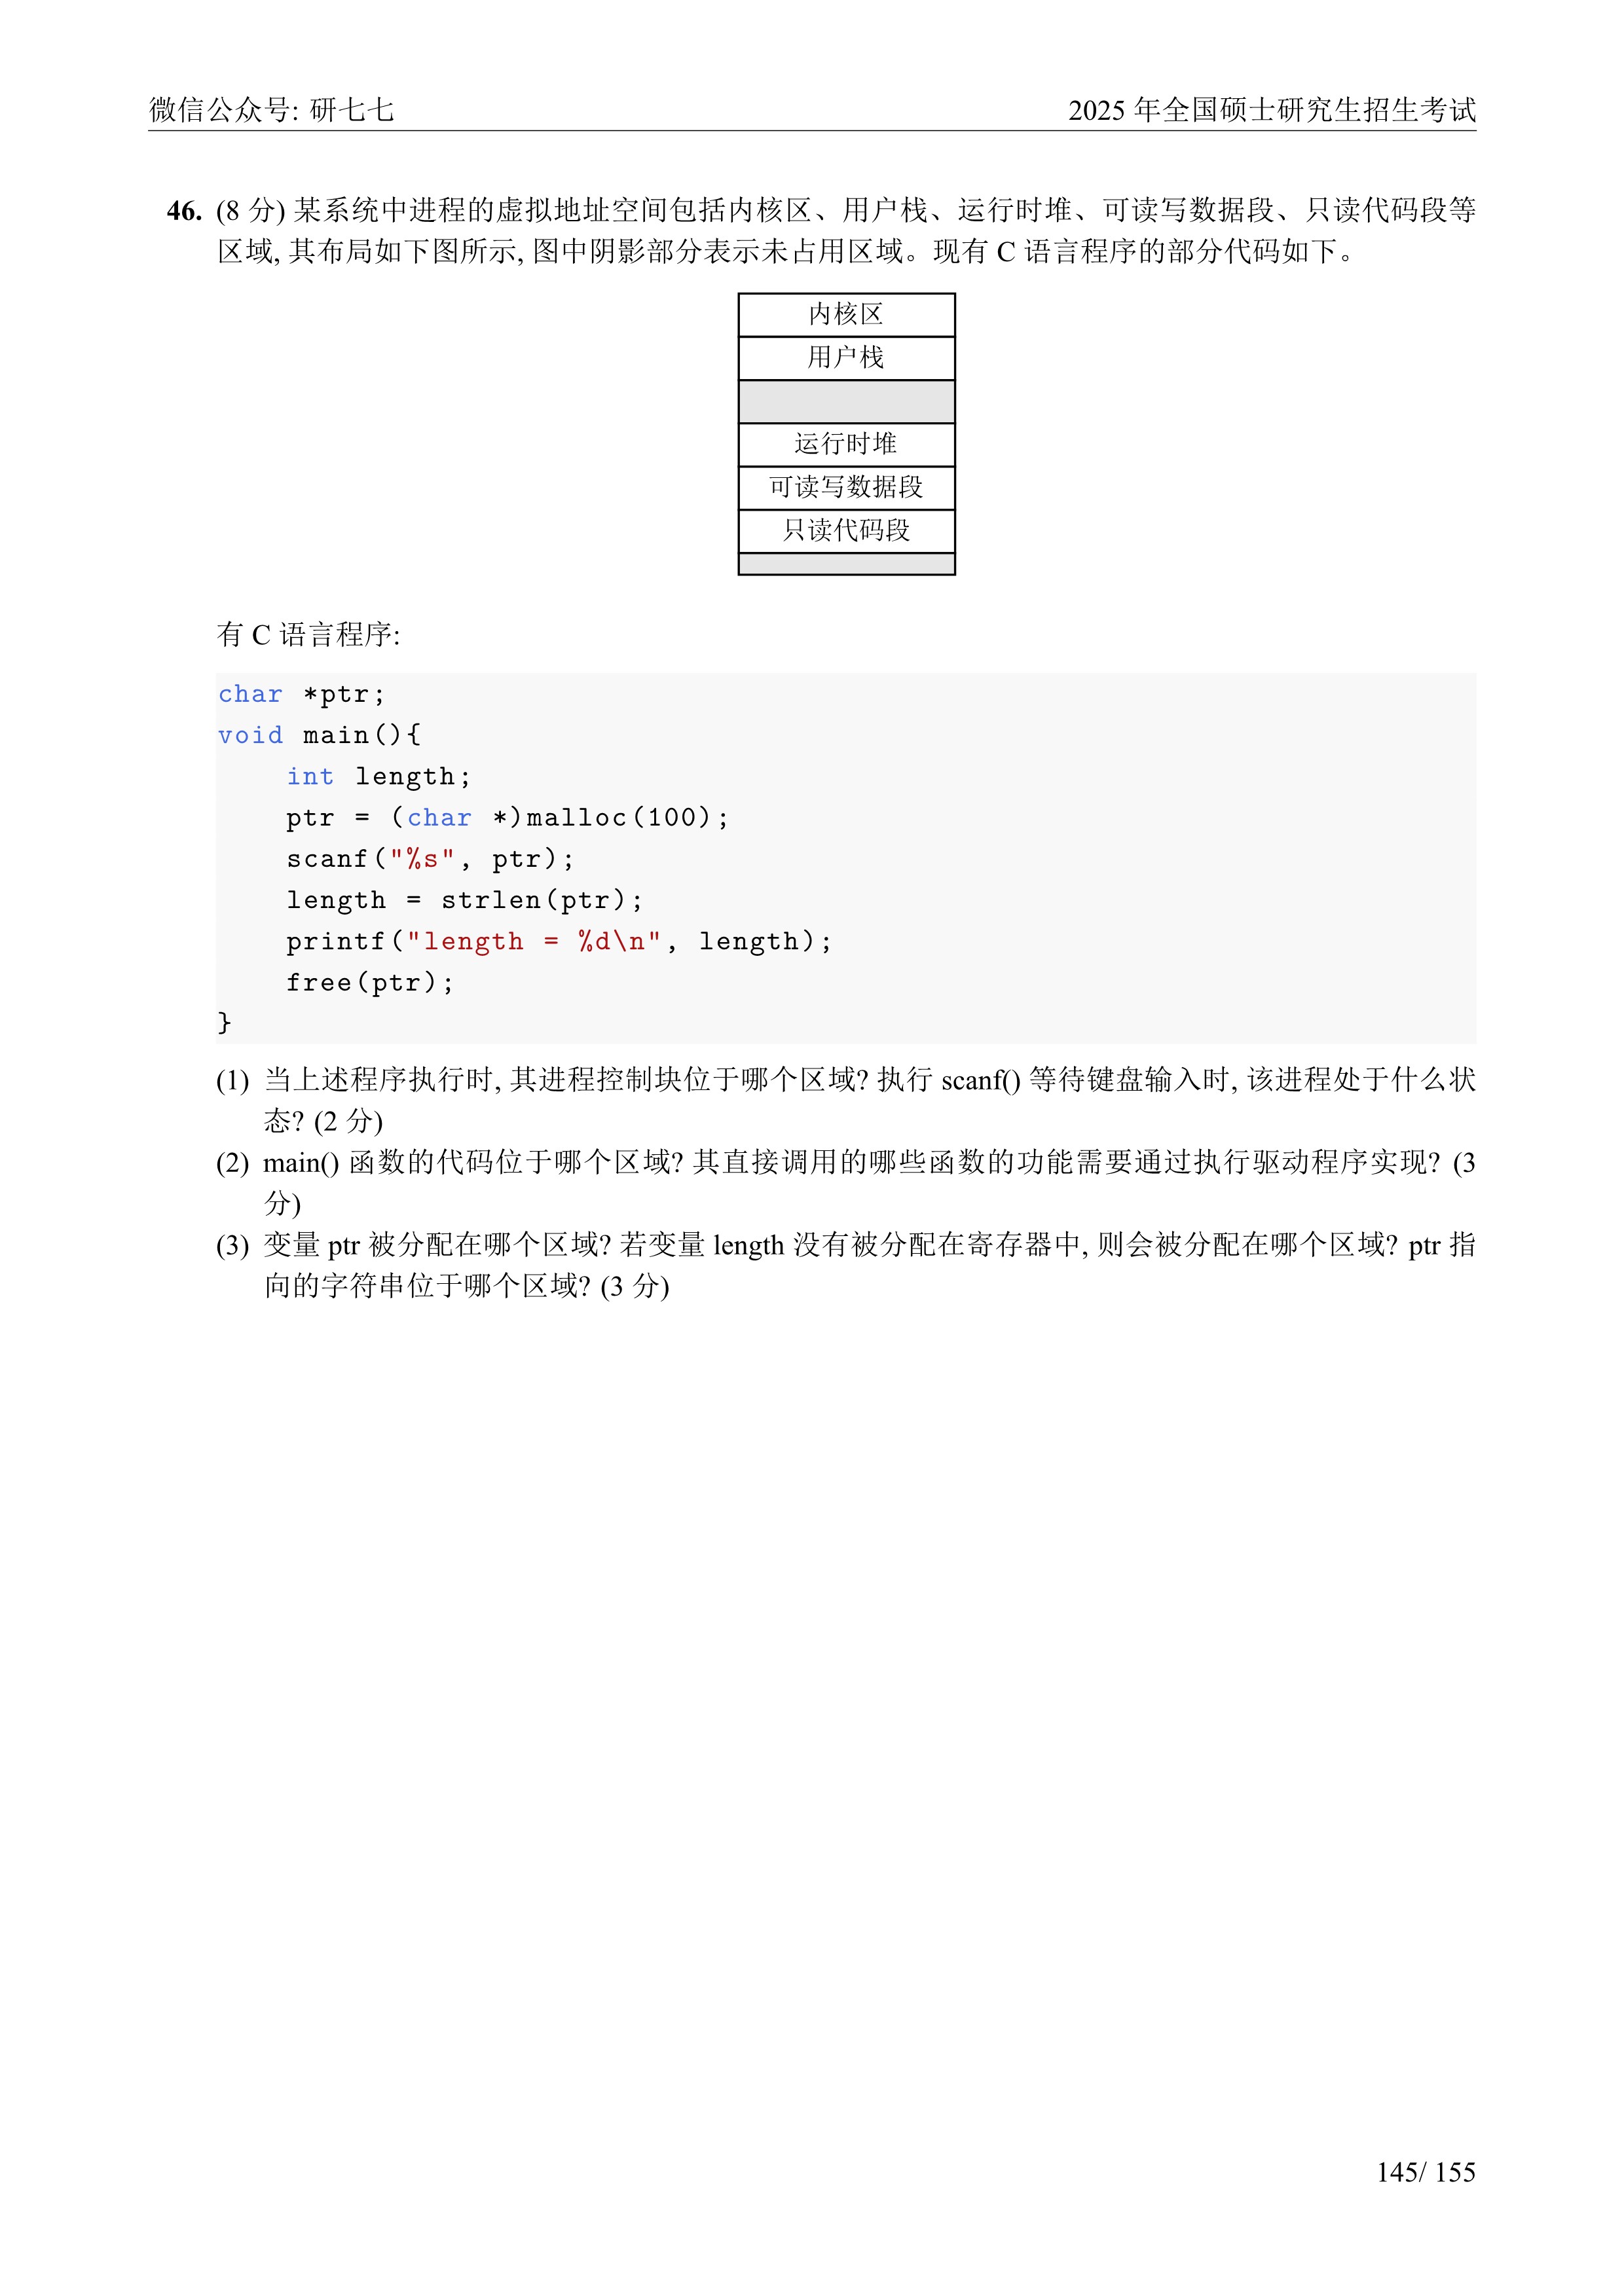 微信公众号: 研七七
2025 年全国硕士研究生招生考试
46. (8 分) 某系统中进程的虚拟地址空间包括内核区、用户栈、运行时堆、可读写数据段、只读代码段等
区域, 其布局如下图所示, 图中阴影部分表示未占用区域。现有 C 语言程序的部分代码如下。
内核区
用户栈
运行时堆
可读写数据段
只读代码段
有 C 语言程序:
char *ptr;
void main(){
    int length;
    ptr = (char *)malloc(100);
    scanf("%s", ptr);
    length = strlen(ptr);
    printf("length = %d\n", length);
    free(ptr);
}
(1) 当上述程序执行时, 其进程控制块位于哪个区域? 执行 scanf() 等待键盘输入时, 该进程处于什么状
态? (2 分)
(2) main() 函数的代码位于哪个区域? 其直接调用的哪些函数的功能需要通过执行驱动程序实现? (3
分)
(3) 变量 ptr 被分配在哪个区域? 若变量 length 没有被分配在寄存器中, 则会被分配在哪个区域? ptr 指
向的字符串位于哪个区域? (3 分)
145/ 155